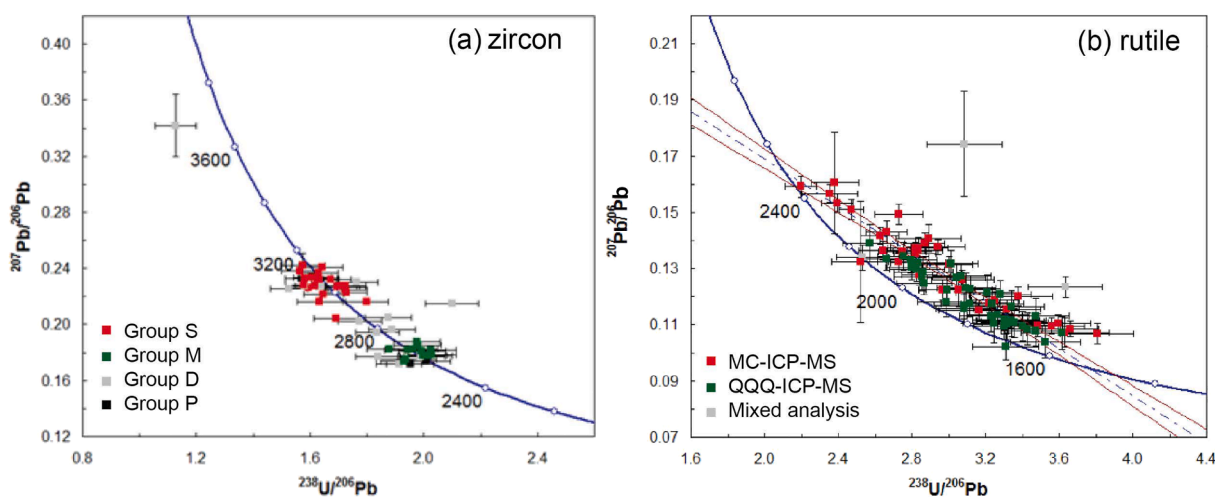 (a) zircon
0.40
0.36
0.32
0.28
0.24
0.20
0.16
0.12
207Pb/206Pb
3600
3200
2800
2400
Group S
Group M
Group D
Group P
0.8 1.2 1.6 2.0 2.4
238U/206Pb
(b) rutile
0.21
0.19
0.17
0.15
0.13
0.11
0.09
0.07
207Pb/206Pb
2400
2000
1600
MC-ICP-MS
QQQ-ICP-MS
Mixed analysis
1.6 2.0 2.4 2.8 3.2 3.6 4.0 4.4
238U/206Pb